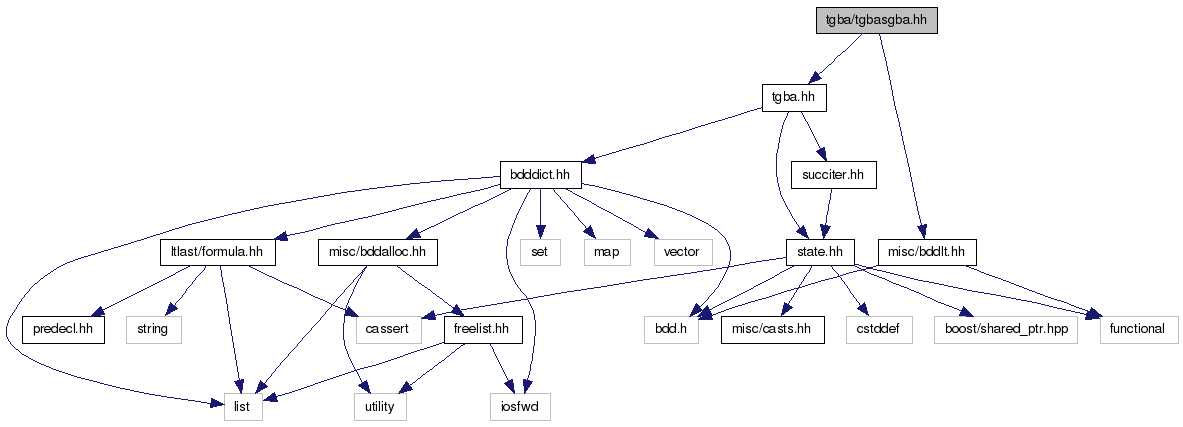 tgba/tgbasgba.hh
tgba.hh
bdddict.hh
succiter.hh
ltlast/formula.hh
misc/bddalloc.hh
set
map
vector
state.hh
misc/bddlt.hh
predecl.hh
string
cassert
freelist.hh
bdd.h
misc/casts.hh
cstddef
boost/shared_ptr.hpp
functional
list
utility
iosfwd